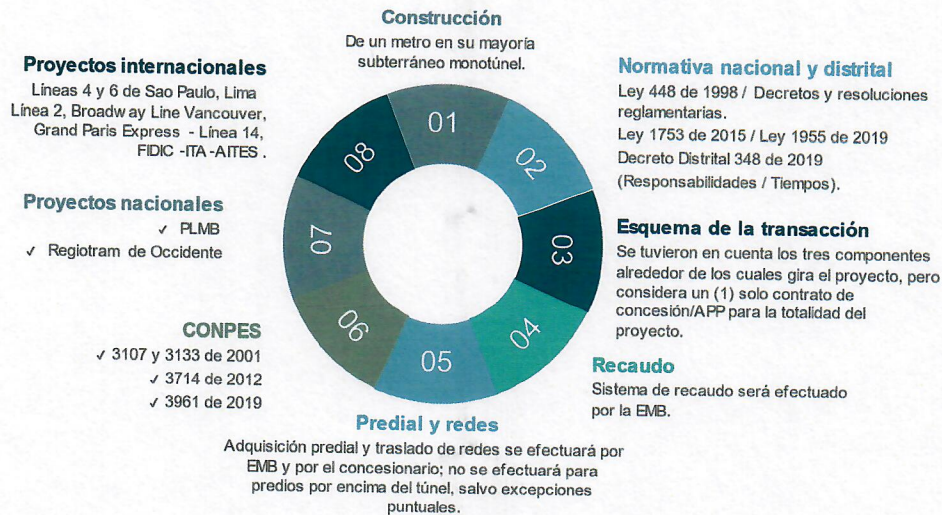 Construcción
De un metro en su mayoría
subterráneo monotúnel.
01
Normativa nacional y distrital
Ley 448 de 1998 / Decretos y resoluciones
reglamentarias.
Ley 1753 de 2015 / Ley 1955 de 2019
Decreto Distrital 348 de 2019
(Responsabilidades / Tiempos).
02
Esquema de la transacción
Se tuvieron en cuenta los tres componentes
alrededor de los cuales gira el proyecto, pero
considera un (1) solo contrato de
concesión/APP para la totalidad del
proyecto.
03
Recaudo
Sistema de recaudo será efectuado
por la EMB.
04
05
Predial y redes
Adquisición predial y traslado de redes se efectuará por
EMB y por el concesionario; no se efectuará para
predios por encima del túnel, salvo excepciones
puntuales.
06
CONPES
✓ 3107 y 3133 de 2001
✓ 3714 de 2012
✓ 3961 de 2019
07
Proyectos nacionales
✓ PLMB
✓ Regiotram de Occidente
08
Proyectos internacionales
Líneas 4 y 6 de Sao Paulo, Lima
Línea 2, Broadway Line Vancouver,
Grand Paris Express - Línea 14,
FIDIC -ITA -AITES .